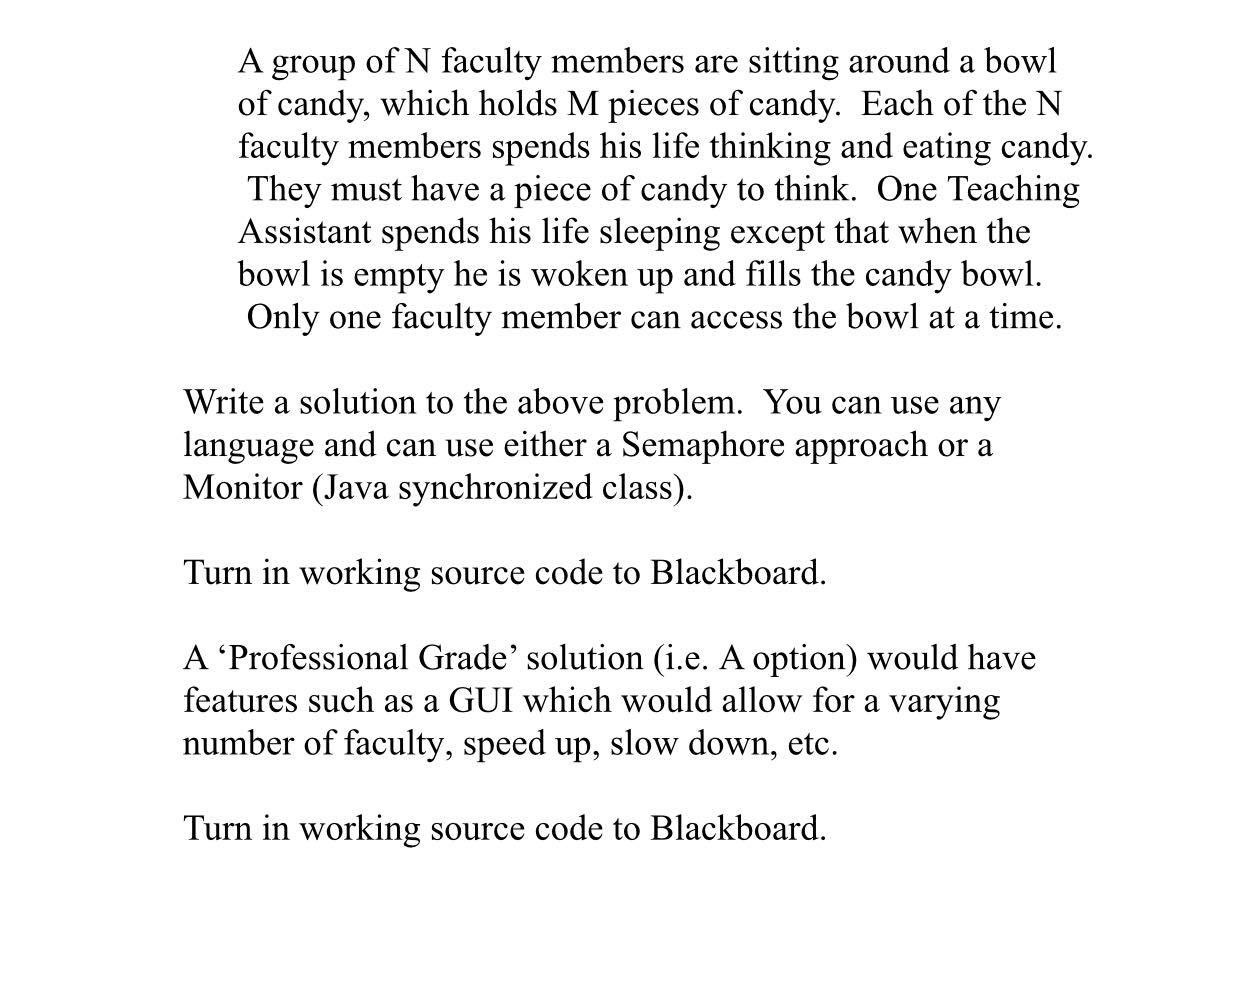 A group of N faculty members are sitting around a bowl
of candy, which holds M pieces of candy.  Each of the N
faculty members spends his life thinking and eating candy.
They must have a piece of candy to think.  One Teaching
Assistant spends his life sleeping except that when the
bowl is empty he is woken up and fills the candy bowl.
Only one faculty member can access the bowl at a time.
Write a solution to the above problem.  You can use any
language and can use either a Semaphore approach or a
Monitor (Java synchronized class).
Turn in working source code to Blackboard.
A ‘Professional Grade’ solution (i.e. A option) would have
features such as a GUI which would allow for a varying
number of faculty, speed up, slow down, etc.
Turn in working source code to Blackboard.